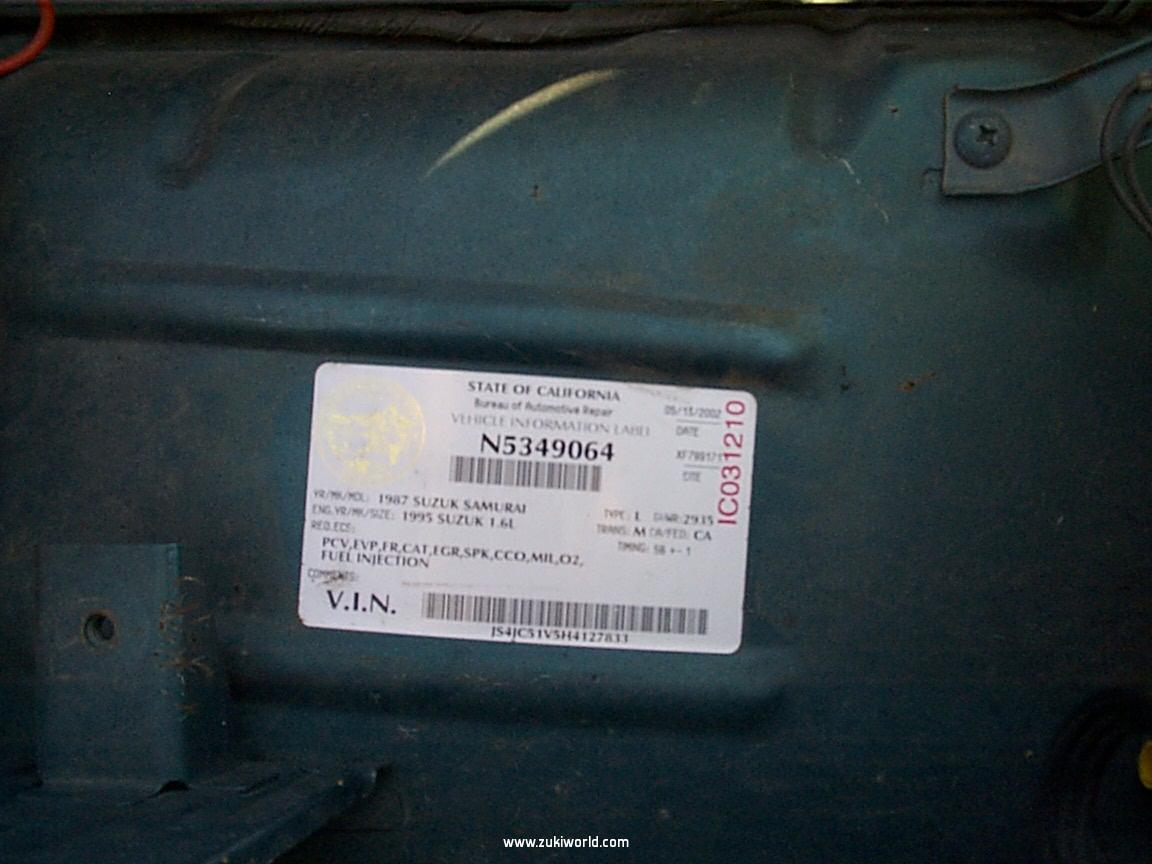 STATE OF CALIFORNIA
Bureau of Automotive Repair
VEHICLE INFORMATION LABEL
N5349064
05/15/2002
DATE
CITE
IC031210
YR/MK/MDL: 1987 SUZUK SAMURAI
ENG.YR/MK/SIZE: 1995 SUZUK 1.6L
TYPE: L GVWR:2935
TRANS: M CA/FED: CA
TIMING: 5B +- 1
REQ.ECS:
PCV,EVP,FR,CAT,EGR,SPK,CCO,MIL,O2,
FUEL INJECTION
COMMENTS:
V.I.N.
JS4JC51V5H4127833
www.zukiworld.com